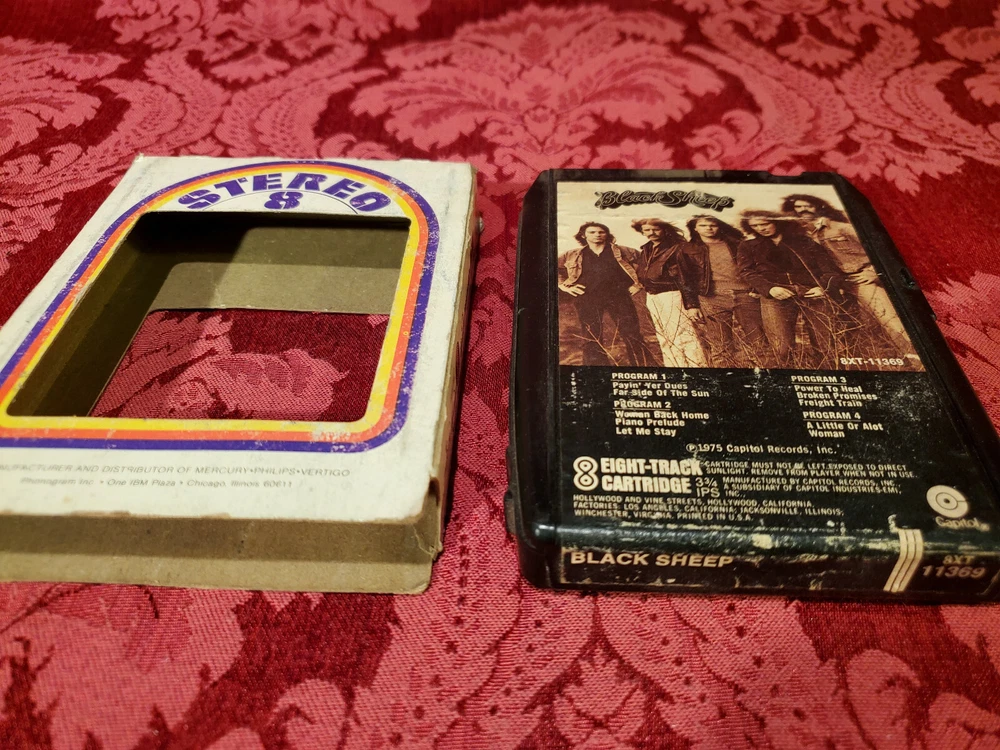 STEREO
8
MANUFACTURER AND DISTRIBUTOR OF MERCURY•PHILIPS•VERTIGO
Phonogram Inc. • One IBM Plaza • Chicago, Illinois 60611
Black Sheep
8XT-11369
PROGRAM 1
Payin' Yer Dues
Far Side Of The Sun
PROGRAM 2
Woman Back Home
Piano Prelude
Let Me Stay
PROGRAM 3
Power To Heal
Broken Promises
Freight Train
PROGRAM 4
A Little Or Alot
Woman
Ⓟ1975 Capitol Records, Inc.
8 EIGHT-TRACK
CARTRIDGE
3¾
IPS
CARTRIDGE MUST NOT BE LEFT EXPOSED TO DIRECT
SUNLIGHT. REMOVE FROM PLAYER WHEN NOT IN USE
MANUFACTURED BY CAPITOL RECORDS, INC.,
A SUBSIDIARY OF CAPITOL INDUSTRIES-EMI,
INC.,
HOLLYWOOD AND VINE STREETS, HOLLYWOOD, CALIFORNIA.
FACTORIES: LOS ANGELES, CALIFORNIA; JACKSONVILLE, ILLINOIS;
WINCHESTER, VIRGINIA. PRINTED IN U.S.A.
Capitol
BLACK SHEEP
8XT
11369